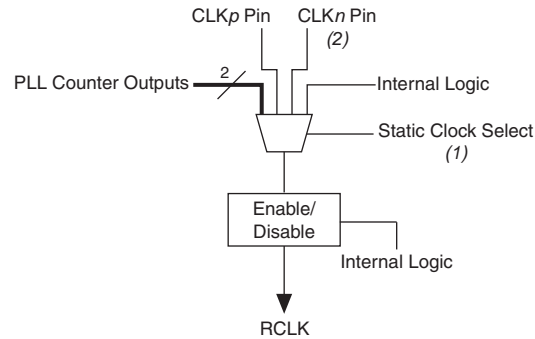 CLKp Pin
CLKn Pin
(2)
2
PLL Counter Outputs
Internal Logic
Static Clock Select
(1)
Enable/
Disable
Internal Logic
RCLK